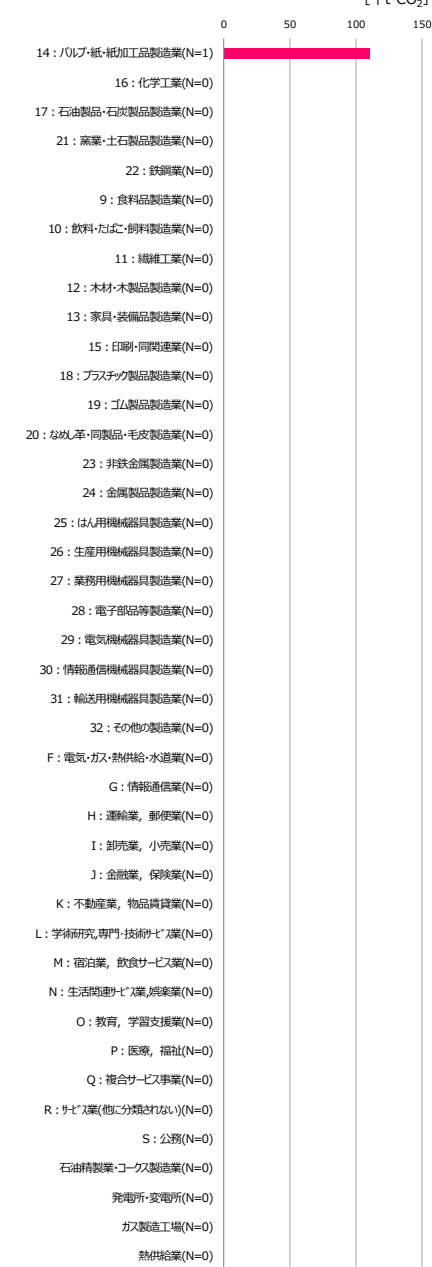 [千t-CO₂]
0 50 100 150
14：パルプ・紙・紙加工品製造業(N=1)
16：化学工業(N=0)
17：石油製品・石炭製品製造業(N=0)
21：窯業・土石製品製造業(N=0)
22：鉄鋼業(N=0)
9：食料品製造業(N=0)
10：飲料・たばこ・飼料製造業(N=0)
11：繊維工業(N=0)
12：木材・木製品製造業(N=0)
13：家具・装備品製造業(N=0)
15：印刷・同関連業(N=0)
18：プラスチック製品製造業(N=0)
19：ゴム製品製造業(N=0)
20：なめし革・同製品・毛皮製造業(N=0)
23：非鉄金属製造業(N=0)
24：金属製品製造業(N=0)
25：はん用機械器具製造業(N=0)
26：生産用機械器具製造業(N=0)
27：業務用機械器具製造業(N=0)
28：電子部品等製造業(N=0)
29：電気機械器具製造業(N=0)
30：情報通信機械器具製造業(N=0)
31：輸送用機械器具製造業(N=0)
32：その他の製造業(N=0)
F：電気・ガス・熱供給・水道業(N=0)
G：情報通信業(N=0)
H：運輸業，郵便業(N=0)
I：卸売業，小売業(N=0)
J：金融業，保険業(N=0)
K：不動産業，物品賃貸業(N=0)
L：学術研究,専門・技術ｻｰﾋﾞｽ業(N=0)
M：宿泊業，飲食サービス業(N=0)
N：生活関連ｻｰﾋﾞｽ業,娯楽業(N=0)
O：教育，学習支援業(N=0)
P：医療，福祉(N=0)
Q：複合サービス事業(N=0)
R：ｻｰﾋﾞｽ業(他に分類されない)(N=0)
S：公務(N=0)
石油精製業・コークス製造業(N=0)
発電所・変電所(N=0)
ガス製造工場(N=0)
熱供給業(N=0)